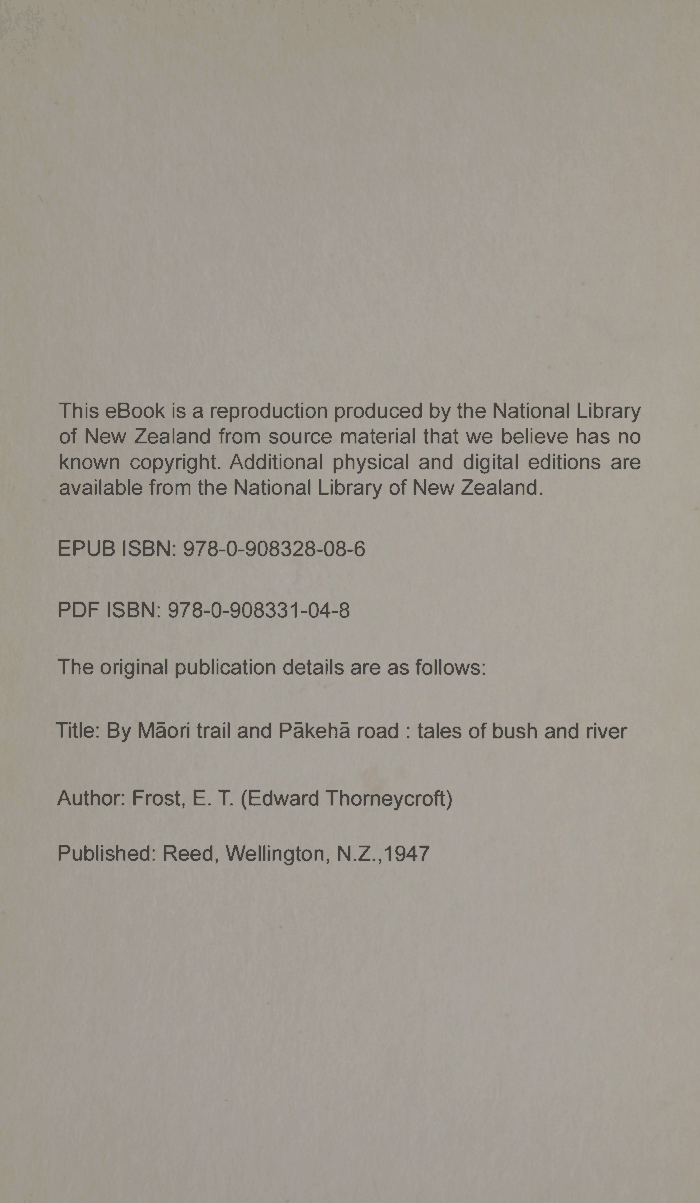 This eBook is a reproduction produced by the National Library
of New Zealand from source material that we believe has no
known copyright. Additional physical and digital editions are
available from the National Library of New Zealand.
EPUB ISBN: 978-0-908328-08-6
PDF ISBN: 978-0-908331-04-8
The original publication details are as follows:
Title: By Māori trail and Pākehā road : tales of bush and river
Author: Frost, E. T. (Edward Thorneycroft)
Published: Reed, Wellington, N.Z.,1947